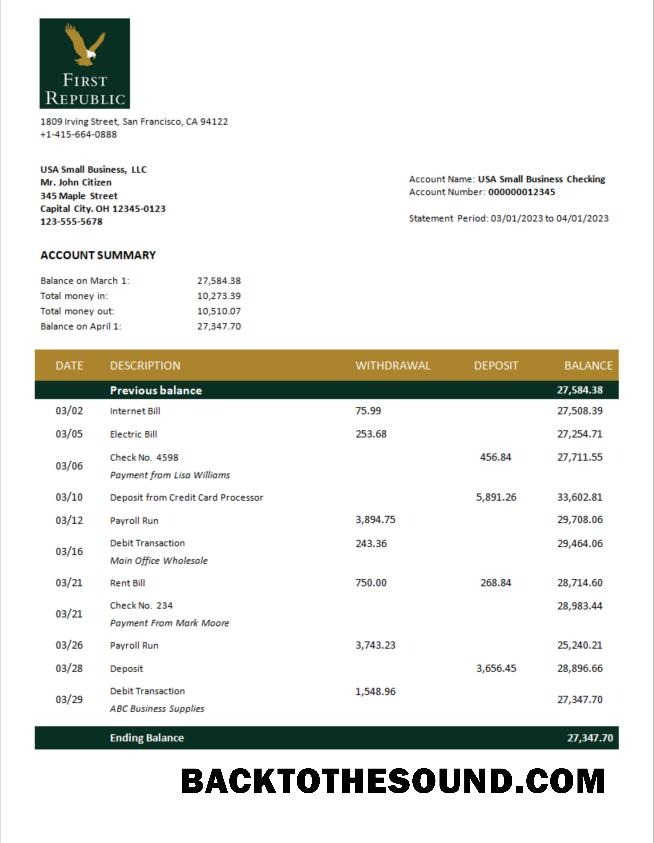 FIRST
REPUBLIC
1809 Irving Street, San Francisco, CA 94122
+1-415-664-0888
USA Small Business, LLC
Mr. John Citizen
345 Maple Street
Capital City. OH 12345-0123
123-555-5678
Account Name: USA Small Business Checking
Account Number: 000000012345
Statement Period: 03/01/2023 to 04/01/2023
ACCOUNT SUMMARY
Balance on March 1: 27,584.38
Total money in: 10,273.39
Total money out: 10,510.07
Balance on April 1: 27,347.70
DATE DESCRIPTION WITHDRAWAL DEPOSIT BALANCE
Previous balance 27,584.38
03/02 Internet Bill 75.99 27,508.39
03/05 Electric Bill 253.68 27,254.71
03/06 Check No. 4598 456.84 27,711.55
Payment from Lisa Williams
03/10 Deposit from Credit Card Processor 5,891.26 33,602.81
03/12 Payroll Run 3,894.75 29,708.06
03/16 Debit Transaction 243.36 29,464.06
Main Office Wholesale
03/21 Rent Bill 750.00 268.84 28,714.60
03/21 Check No. 234 28,983.44
Payment From Mark Moore
03/26 Payroll Run 3,743.23 25,240.21
03/28 Deposit 3,656.45 28,896.66
03/29 Debit Transaction 1,548.96 27,347.70
ABC Business Supplies
Ending Balance 27,347.70
BACKTOTHESOUND.COM